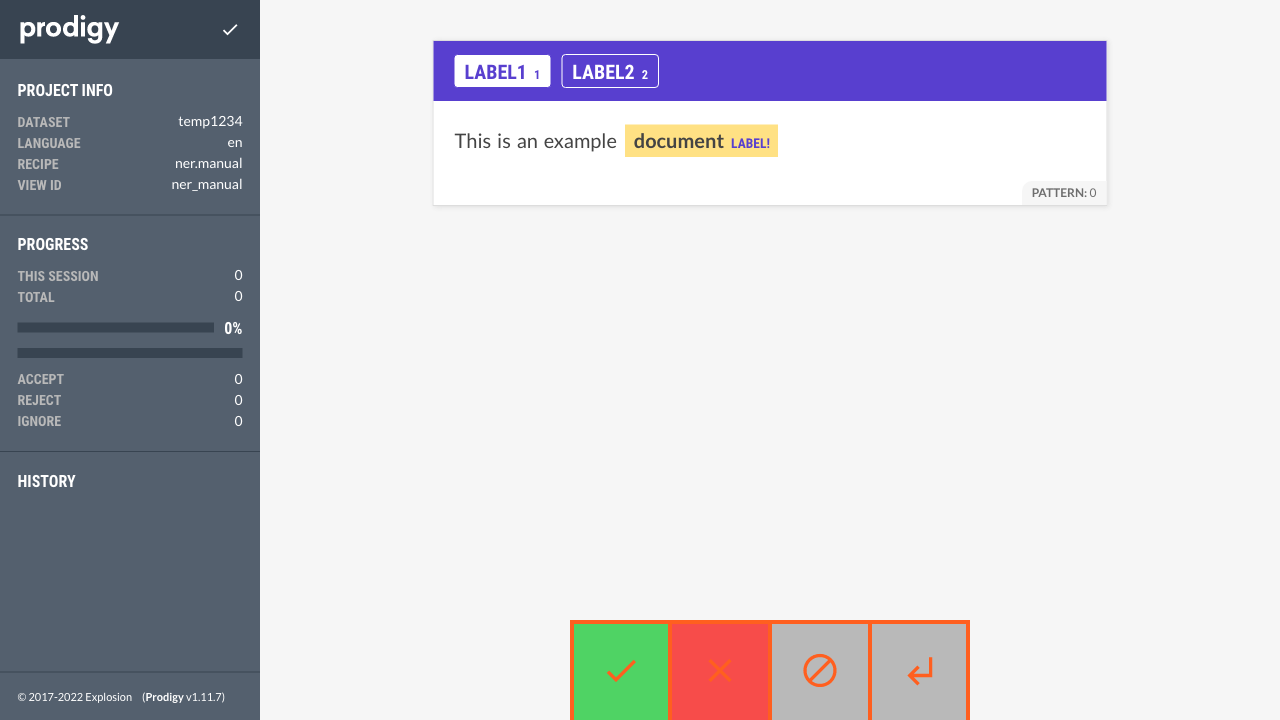 prodigy
PROJECT INFO
DATASET temp1234
LANGUAGE en
RECIPE ner.manual
VIEW ID ner_manual
PROGRESS
THIS SESSION 0
TOTAL 0
0%
ACCEPT 0
REJECT 0
IGNORE 0
HISTORY
© 2017-2022 Explosion (Prodigy v1.11.7)
LABEL1 1 LABEL2 2
This is an example document LABEL!
PATTERN: 0